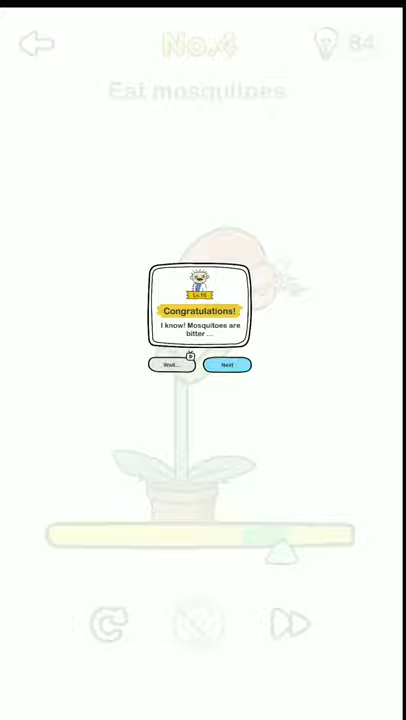 No.4
84
Eat mosquitoes
Lv.15
Congratulations!
I know! Mosquitoes are
bitter ...
Wait...
Next